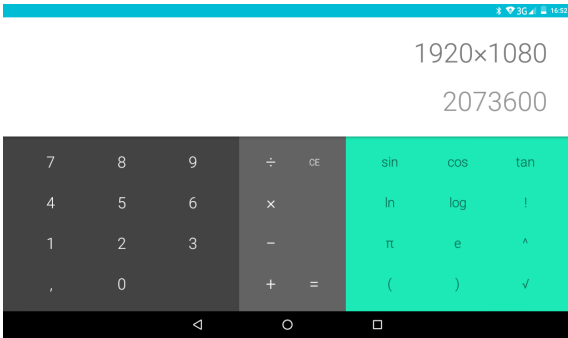 3G 16:52
1920×1080
2073600
7 8 9 ÷ CE sin cos tan
4 5 6 × ln log !
1 2 3 − π e ^
, 0 + = ( ) √